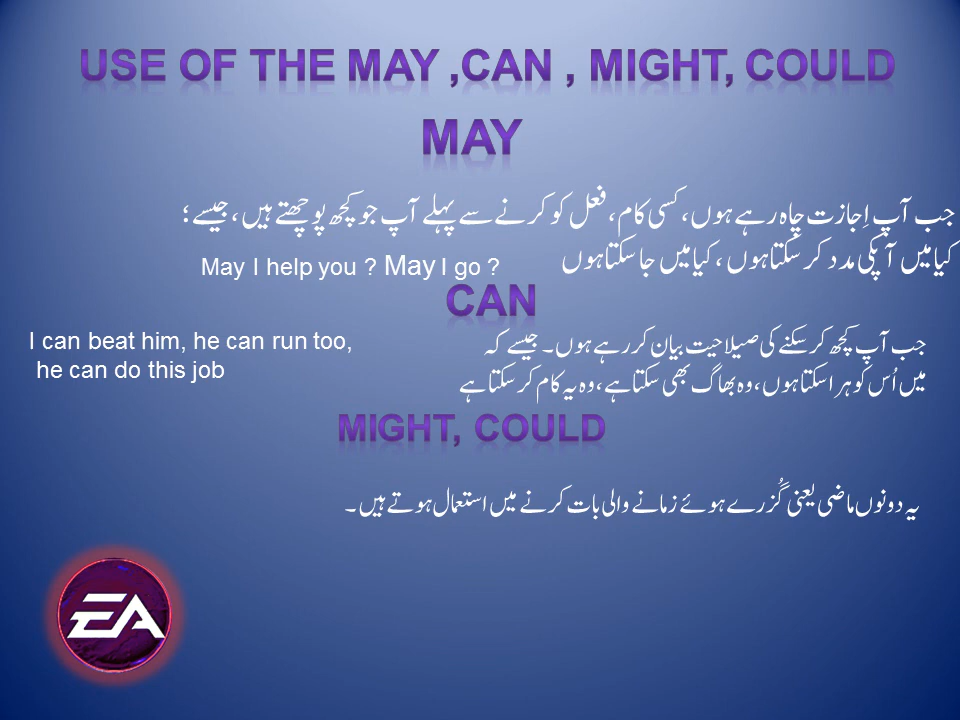 USE OF THE MAY ,CAN , MIGHT, COULD
MAY
جب آپ اِجازت چاہ رہے ہوں، کسی کام، فعل کو کرنے سے پہلے آپ جو کچھ پوچھتے ہیں، جیسے؛
کیا میں آپکی مدد کر سکتا ہوں ، کیا میں جا سکتا ہوں
May I help you ? May I go ?
CAN
I can beat him, he can run too,
he can do this job
جب آپ کچھ کر سکنے کی صیلاحیت بیان کر رہے ہوں۔ جیسے کہ
میں اُس کو ہرا سکتا ہوں، وہ بھاگ بھی سکتا ہے، وہ یہ کام کر سکتا ہے
MIGHT, COULD
یہ دونوں ماضی یعنی گُزرے ہوئے زمانے والی بات کرنے میں استعمال ہوتے ہیں۔
EA